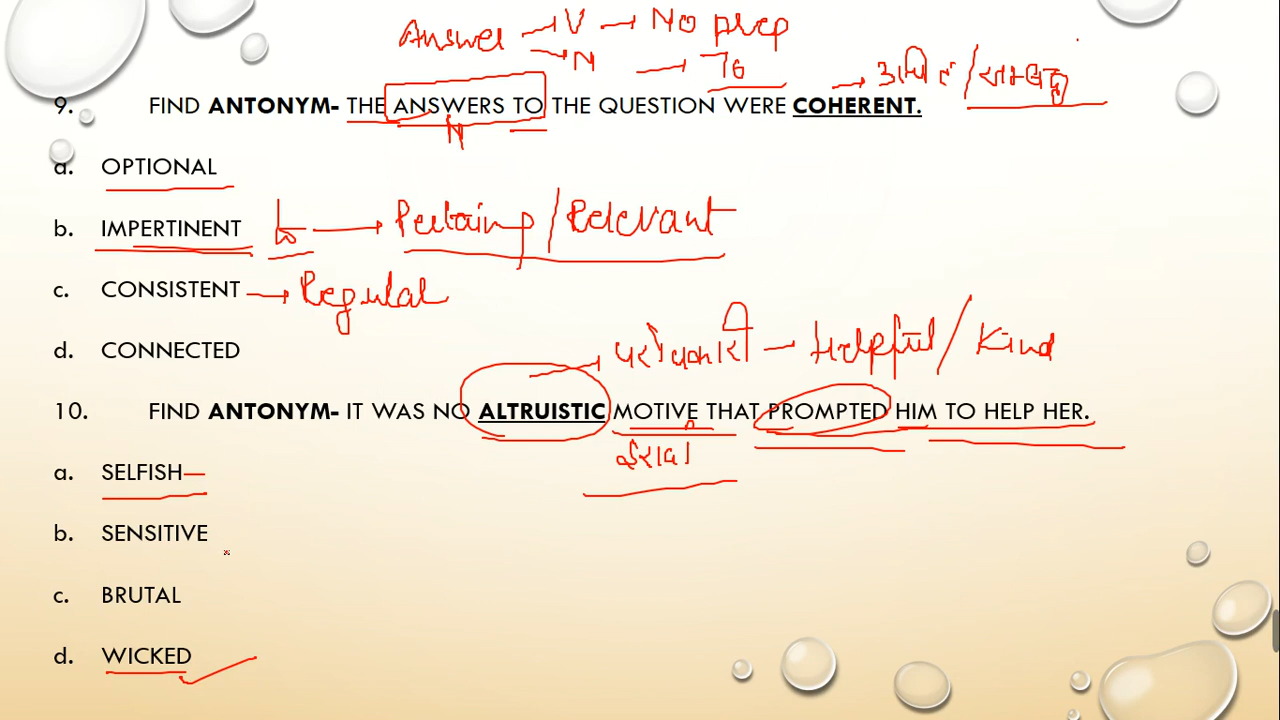 Answer → V → No prep
→ N → To
9. FIND ANTONYM- THE ANSWERS TO THE QUESTION WERE COHERENT.
N
a. OPTIONAL
b. IMPERTINENT → Pertaing / Relevant
c. CONSISTENT → Regular
d. CONNECTED
→ परोपकारी – Helpful / Kind
10. FIND ANTONYM- IT WAS NO ALTRUISTIC MOTIVE THAT PROMPTED HIM TO HELP HER.
a. SELFISH
b. SENSITIVE
c. BRUTAL
d. WICKED